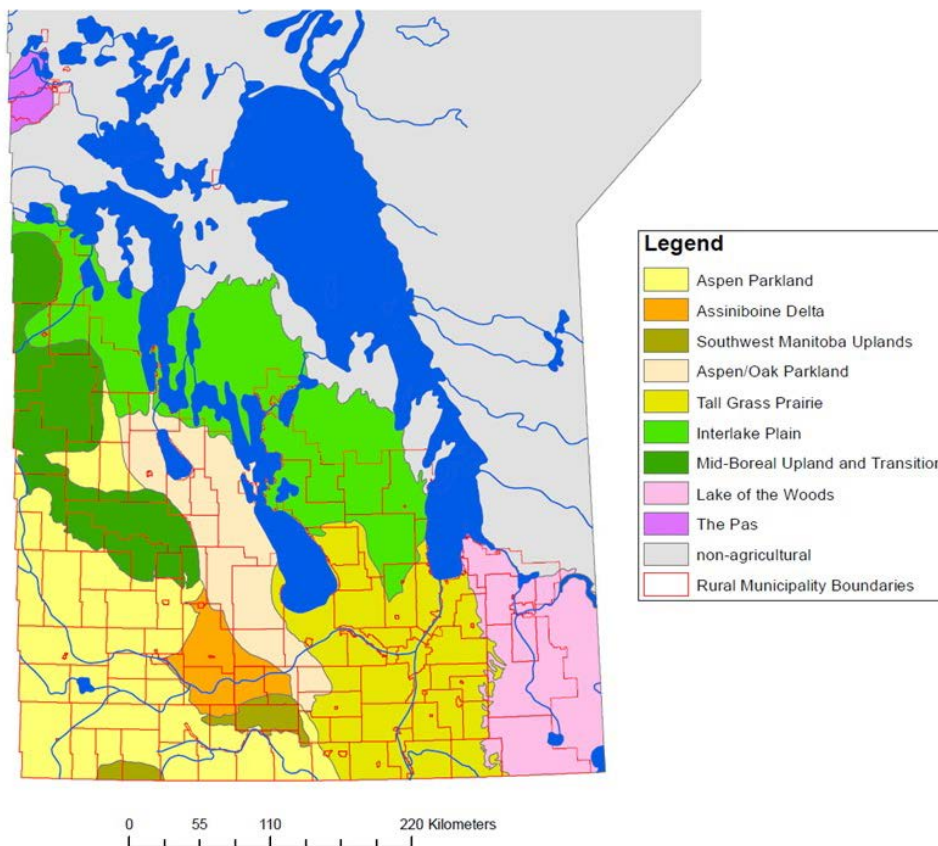 Legend
Aspen Parkland
Assiniboine Delta
Southwest Manitoba Uplands
Aspen/Oak Parkland
Tall Grass Prairie
Interlake Plain
Mid-Boreal Upland and Transition
Lake of the Woods
The Pas
non-agricultural
Rural Municipality Boundaries
0 55 110 220 Kilometers